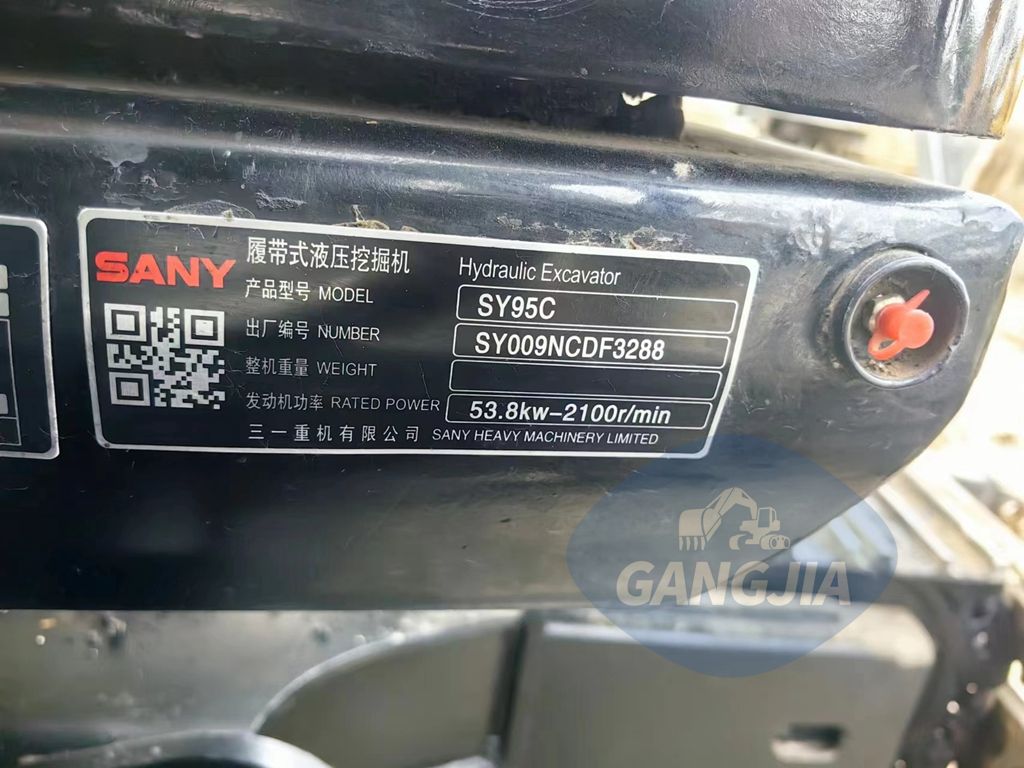 SANY 履带式液压挖掘机 Hydraulic Excavator
产品型号 MODEL SY95C
出厂编号 NUMBER SY009NCDF3288
整机重量 WEIGHT
发动机功率 RATED POWER 53.8kw-2100r/min
三一重机有限公司 SANY HEAVY MACHINERY LIMITED
GANGJIA